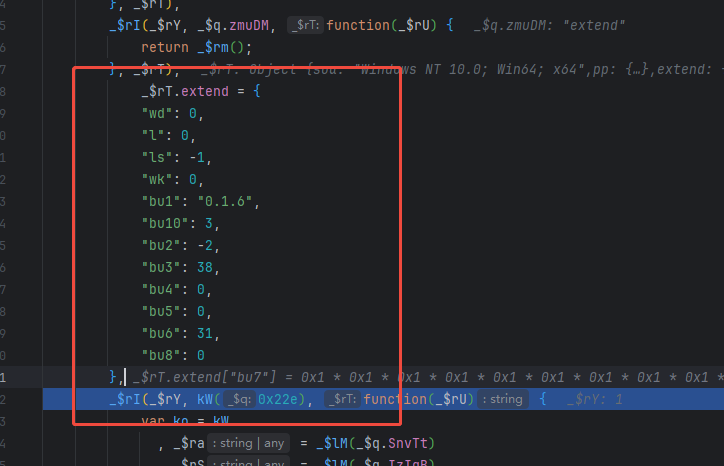 4 }, _$rT),
5 _$rI(_$rY, _$q.zmuDM, _$rT: function(_$rU) { _$q.zmuDM: "extend"
6 return _$rm();
7 }, _$rT), _$rT: Object {sua: "Windows NT 10.0; Win64; x64",pp: {…},extend:
8 _$rT.extend = {
9 "wd": 0,
0 "l": 0,
1 "ls": -1,
2 "wk": 0,
3 "bu1": "0.1.6",
4 "bu10": 3,
5 "bu2": -2,
6 "bu3": 38,
7 "bu4": 0,
8 "bu5": 0,
9 "bu6": 31,
0 "bu8": 0
1 }, _$rT.extend["bu7"] = 0x1 * 0x1 * 0x1 * 0x1 * 0x1 * 0x1 * 0x1 * 0x1 * 0x1 *
2 _$rI(_$rY, kW( _$q: 0x22e), _$rT: function(_$rU) : string { _$rY: 1
3 var ko = kW
4 , _$ra : string | any = _$lM(_$q.SnvTt)
5 , _$rS : string | any = _$lM(_$q.IzIgB)